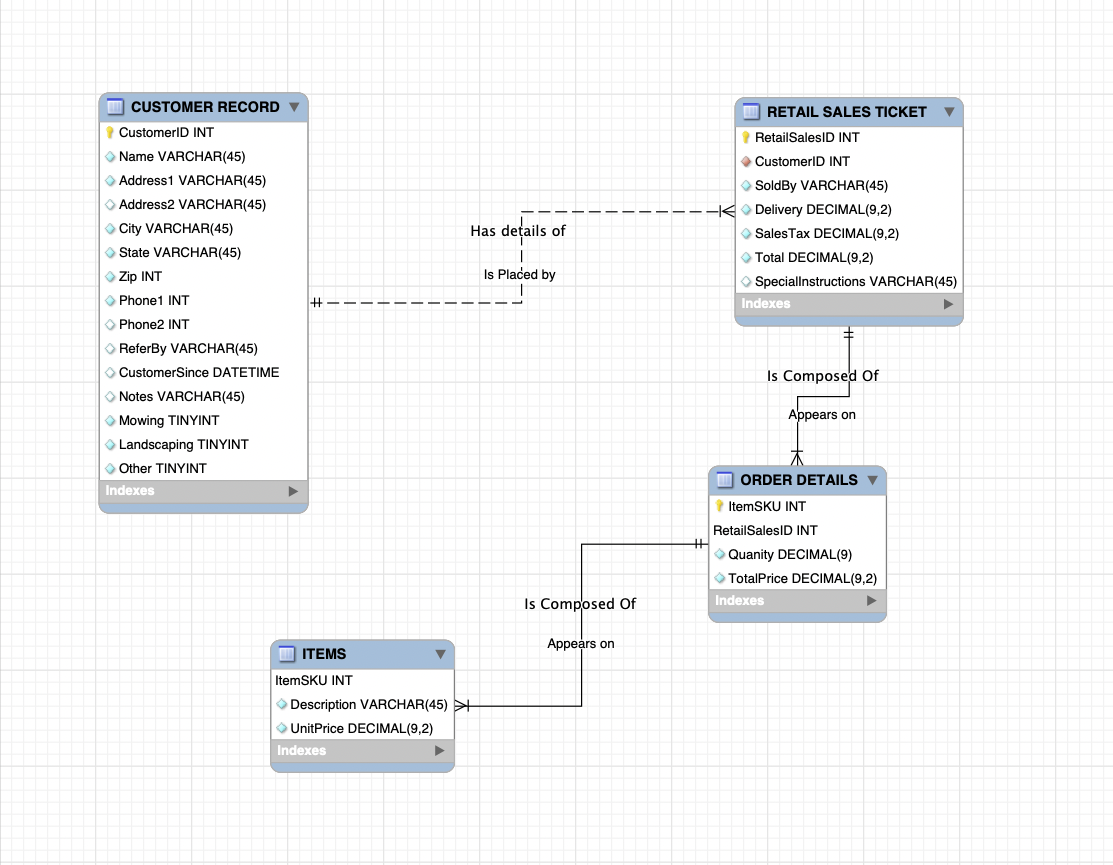 CUSTOMER RECORD
CustomerID INT
Name VARCHAR(45)
Address1 VARCHAR(45)
Address2 VARCHAR(45)
City VARCHAR(45)
State VARCHAR(45)
Zip INT
Phone1 INT
Phone2 INT
ReferBy VARCHAR(45)
CustomerSince DATETIME
Notes VARCHAR(45)
Mowing TINYINT
Landscaping TINYINT
Other TINYINT
Indexes
Has details of
Is Placed by
RETAIL SALES TICKET
RetailSalesID INT
CustomerID INT
SoldBy VARCHAR(45)
Delivery DECIMAL(9,2)
SalesTax DECIMAL(9,2)
Total DECIMAL(9,2)
SpecialInstructions VARCHAR(45)
Indexes
Is Composed Of
Appears on
ORDER DETAILS
ItemSKU INT
RetailSalesID INT
Quanity DECIMAL(9)
TotalPrice DECIMAL(9,2)
Indexes
Is Composed Of
Appears on
ITEMS
ItemSKU INT
Description VARCHAR(45)
UnitPrice DECIMAL(9,2)
Indexes